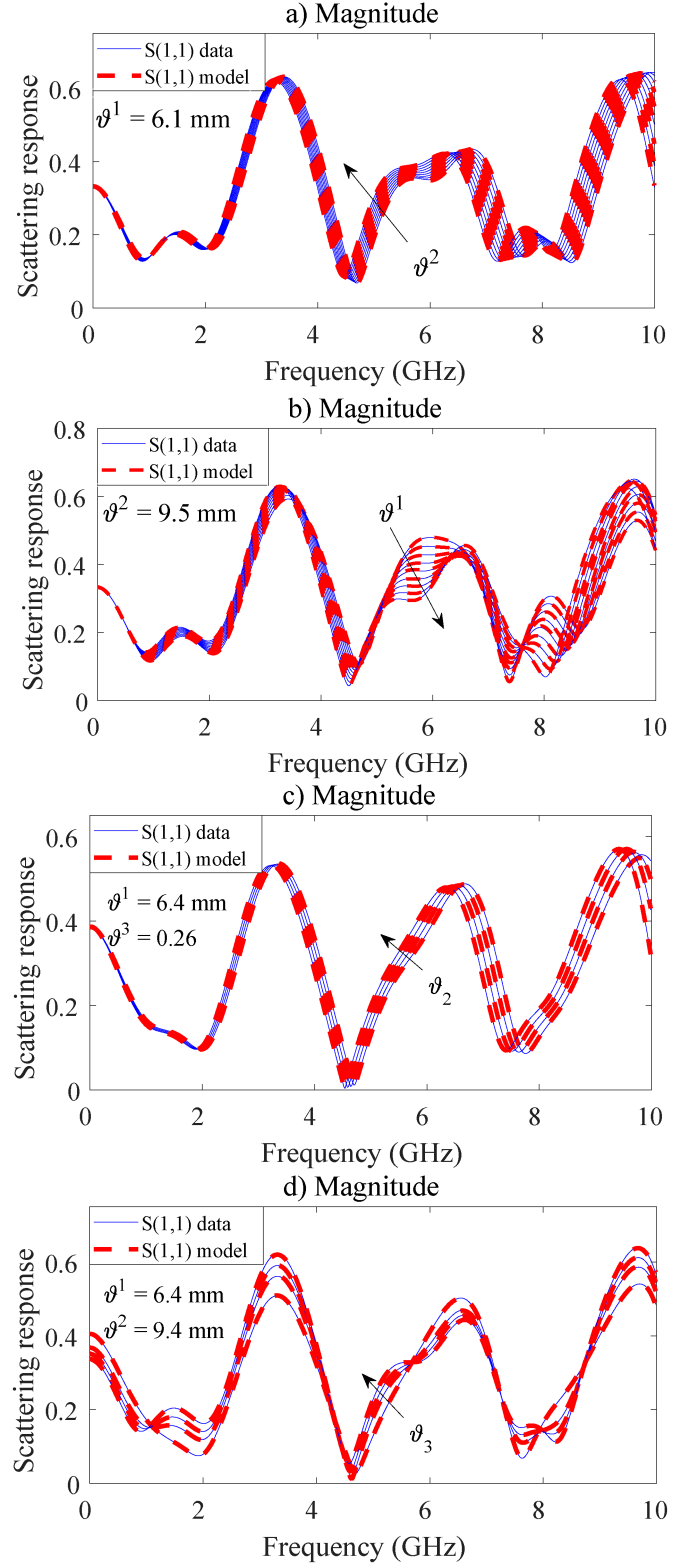 a) Magnitude
S(1,1) data
S(1,1) model
ϑ¹ = 6.1 mm
ϑ²
Scattering response
0
0.2
0.4
0.6
0
2
4
6
8
10
Frequency (GHz)
b) Magnitude
S(1,1) data
S(1,1) model
ϑ² = 9.5 mm
ϑ¹
Scattering response
0
0.2
0.4
0.6
0.8
0
2
4
6
8
10
Frequency (GHz)
c) Magnitude
S(1,1) data
S(1,1) model
ϑ¹ = 6.4 mm
ϑ³ = 0.26
ϑ₂
Scattering response
0
0.2
0.4
0.6
0
2
4
6
8
10
Frequency (GHz)
d) Magnitude
S(1,1) data
S(1,1) model
ϑ¹ = 6.4 mm
ϑ² = 9.4 mm
ϑ₃
Scattering response
0
0.2
0.4
0.6
0
2
4
6
8
10
Frequency (GHz)